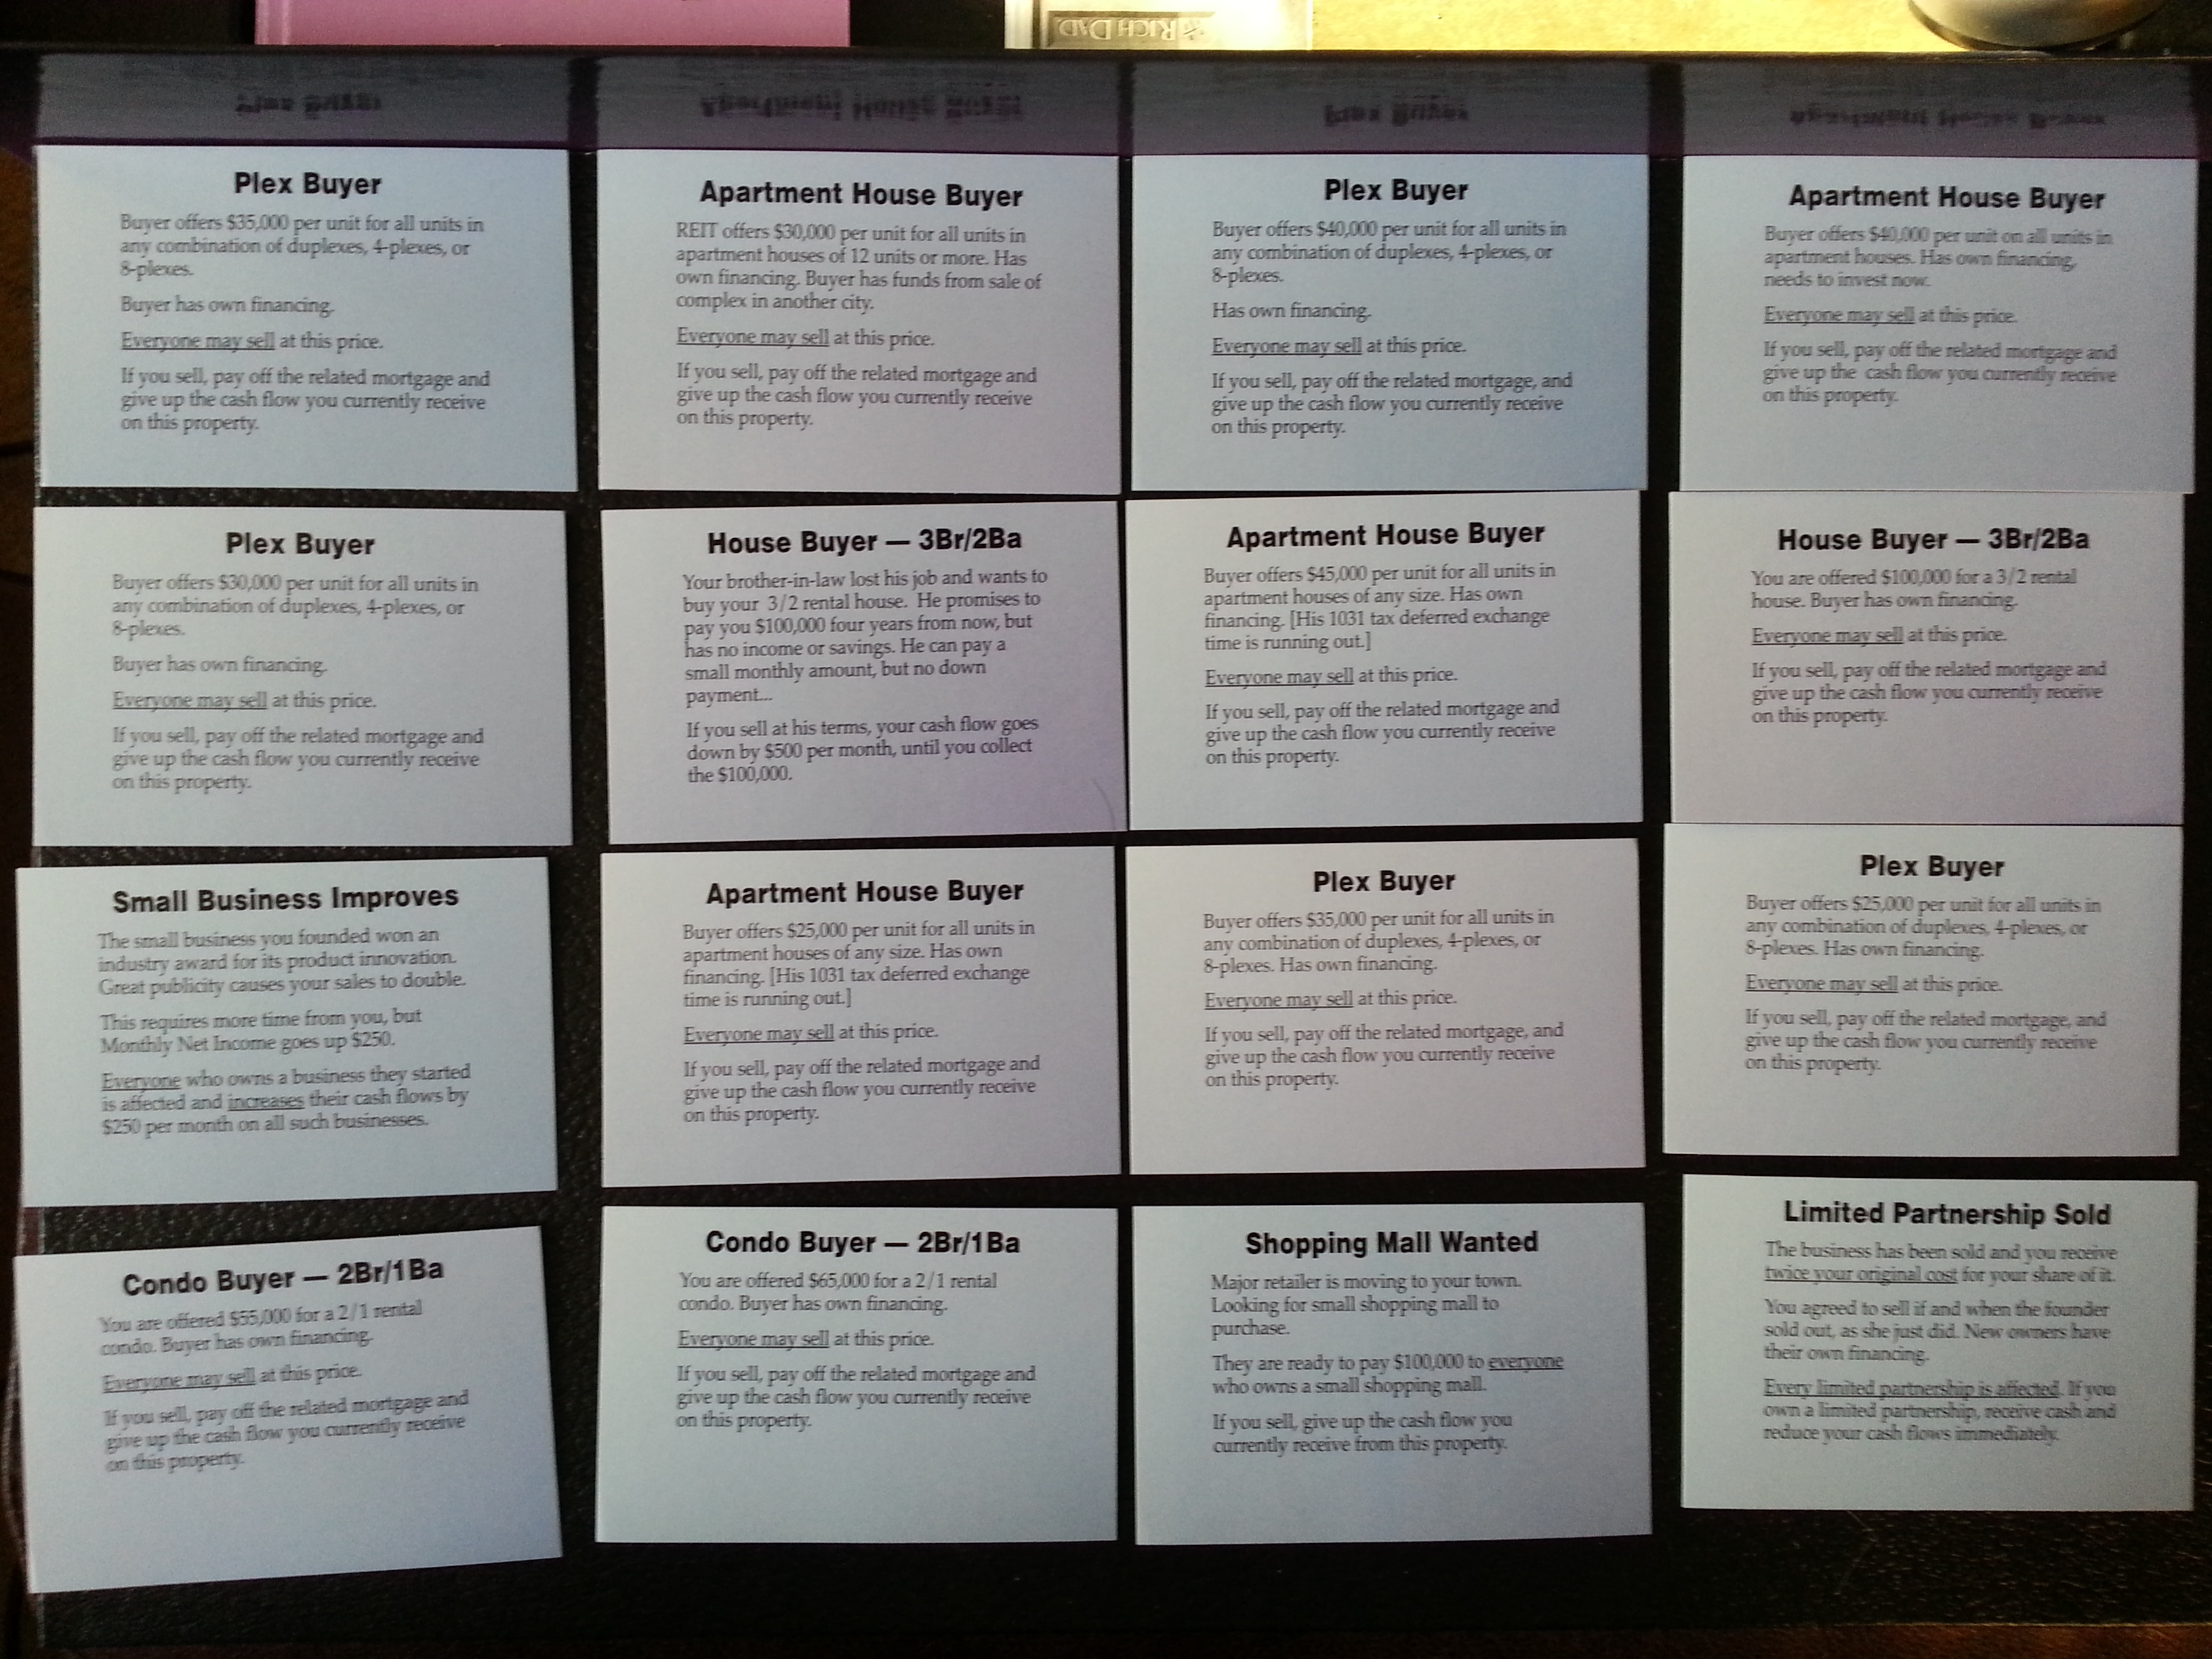 RICH DAD
Plex Buyer
Buyer offers $35,000 per unit for all units in
any combination of duplexes, 4-plexes, or
8-plexes.
Buyer has own financing.
Everyone may sell at this price.
If you sell, pay off the related mortgage and
give up the cash flow you currently receive
on this property.
Apartment House Buyer
REIT offers $30,000 per unit for all units in
apartment houses of 12 units or more. Has
own financing. Buyer has funds from sale of
complex in another city.
Everyone may sell at this price.
If you sell, pay off the related mortgage and
give up the cash flow you currently receive
on this property.
Plex Buyer
Buyer offers $40,000 per unit for all units in
any combination of duplexes, 4-plexes, or
8-plexes.
Has own financing.
Everyone may sell at this price.
If you sell, pay off the related mortgage, and
give up the cash flow you currently receive
on this property.
Apartment House Buyer
Buyer offers $40,000 per unit on all units in
apartment houses. Has own financing,
needs to invest now.
Everyone may sell at this price.
If you sell, pay off the related mortgage and
give up the cash flow you currently receive
on this property.
Plex Buyer
Buyer offers $30,000 per unit for all units in
any combination of duplexes, 4-plexes, or
8-plexes.
Buyer has own financing.
Everyone may sell at this price.
If you sell, pay off the related mortgage and
give up the cash flow you currently receive
on this property.
House Buyer — 3Br/2Ba
Your brother-in-law lost his job and wants to
buy your 3/2 rental house. He promises to
pay you $100,000 four years from now, but
has no income or savings. He can pay a
small monthly amount, but no down
payment...
If you sell at his terms, your cash flow goes
down by $500 per month, until you collect
the $100,000.
Apartment House Buyer
Buyer offers $45,000 per unit for all units in
apartment houses of any size. Has own
financing. [His 1031 tax deferred exchange
time is running out.]
Everyone may sell at this price.
If you sell, pay off the related mortgage and
give up the cash flow you currently receive
on this property.
House Buyer — 3Br/2Ba
You are offered $100,000 for a 3/2 rental
house. Buyer has own financing.
Everyone may sell at this price.
If you sell, pay off the related mortgage and
give up the cash flow you currently receive
on this property.
Small Business Improves
The small business you founded won an
industry award for its product innovation.
Great publicity causes your sales to double.
This requires more time from you, but
Monthly Net Income goes up $250.
Everyone who owns a business they started
is affected and increases their cash flows by
$250 per month on all such businesses.
Apartment House Buyer
Buyer offers $25,000 per unit for all units in
apartment houses of any size. Has own
financing. [His 1031 tax deferred exchange
time is running out.]
Everyone may sell at this price.
If you sell, pay off the related mortgage and
give up the cash flow you currently receive
on this property.
Plex Buyer
Buyer offers $35,000 per unit for all units in
any combination of duplexes, 4-plexes, or
8-plexes. Has own financing.
Everyone may sell at this price.
If you sell, pay off the related mortgage, and
give up the cash flow you currently receive
on this property.
Plex Buyer
Buyer offers $25,000 per unit for all units in
any combination of duplexes, 4-plexes, or
8-plexes. Has own financing.
Everyone may sell at this price.
If you sell, pay off the related mortgage, and
give up the cash flow you currently receive
on this property.
Condo Buyer — 2Br/1Ba
You are offered $55,000 for a 2/1 rental
condo. Buyer has own financing.
Everyone may sell at this price.
If you sell, pay off the related mortgage and
give up the cash flow you currently receive
on this property.
Condo Buyer — 2Br/1Ba
You are offered $65,000 for a 2/1 rental
condo. Buyer has own financing.
Everyone may sell at this price.
If you sell, pay off the related mortgage and
give up the cash flow you currently receive
on this property.
Shopping Mall Wanted
Major retailer is moving to your town.
Looking for small shopping mall to
purchase.
They are ready to pay $100,000 to everyone
who owns a small shopping mall.
If you sell, give up the cash flow you
currently receive from this property.
Limited Partnership Sold
The business has been sold and you receive
twice your original cost for your share of it.
You agreed to sell if and when the founder
sold out, as she just did. New owners have
their own financing.
Every limited partnership is affected. If you
own a limited partnership, receive cash and
reduce your cash flows immediately.